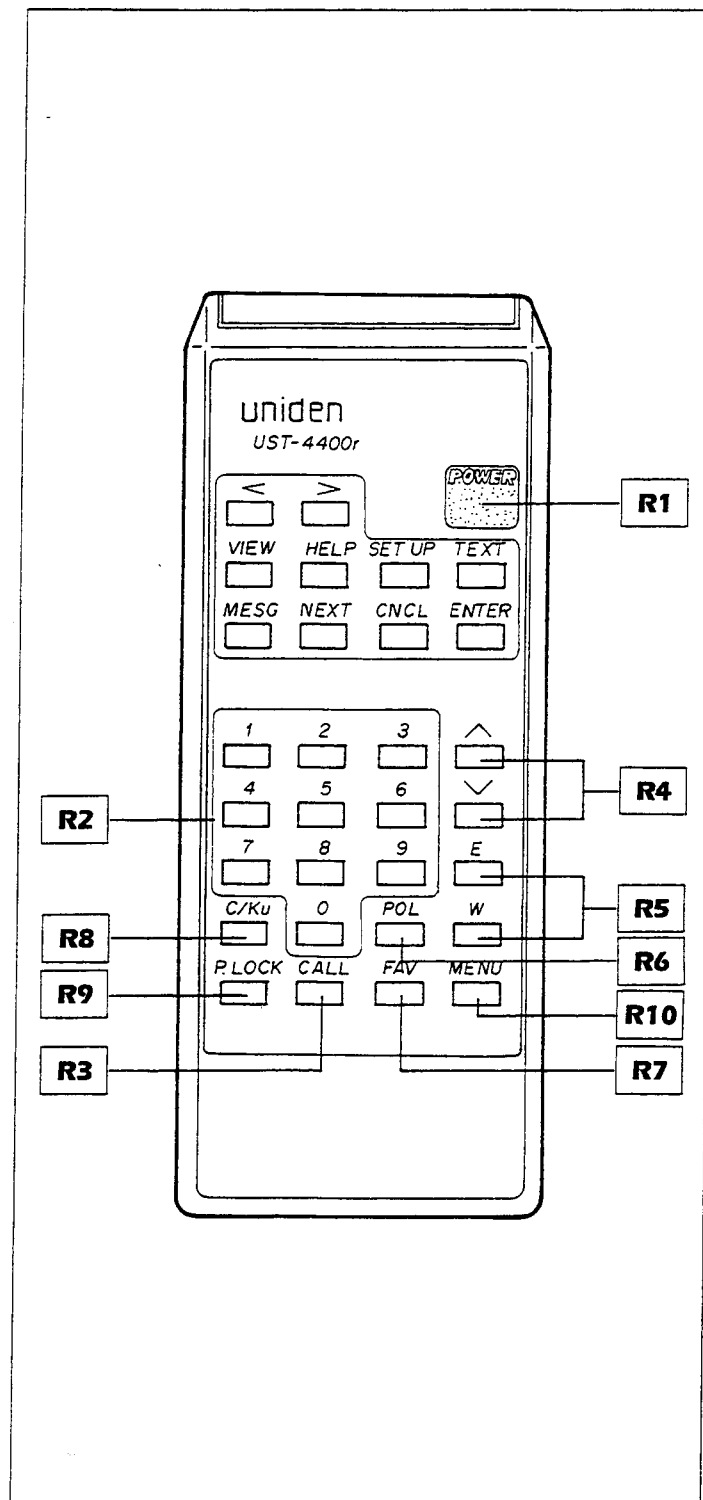 uniden
UST-4400r
POWER
R1
< >
VIEW HELP SET UP TEXT
MESG NEXT CNCL ENTER
1 2 3 ^
R4
4 5 6 ∨
R2
7 8 9 E
R5
C/Ku 0 POL W
R8
R6
P.LOCK CALL FAV MENU
R9
R10
R3
R7